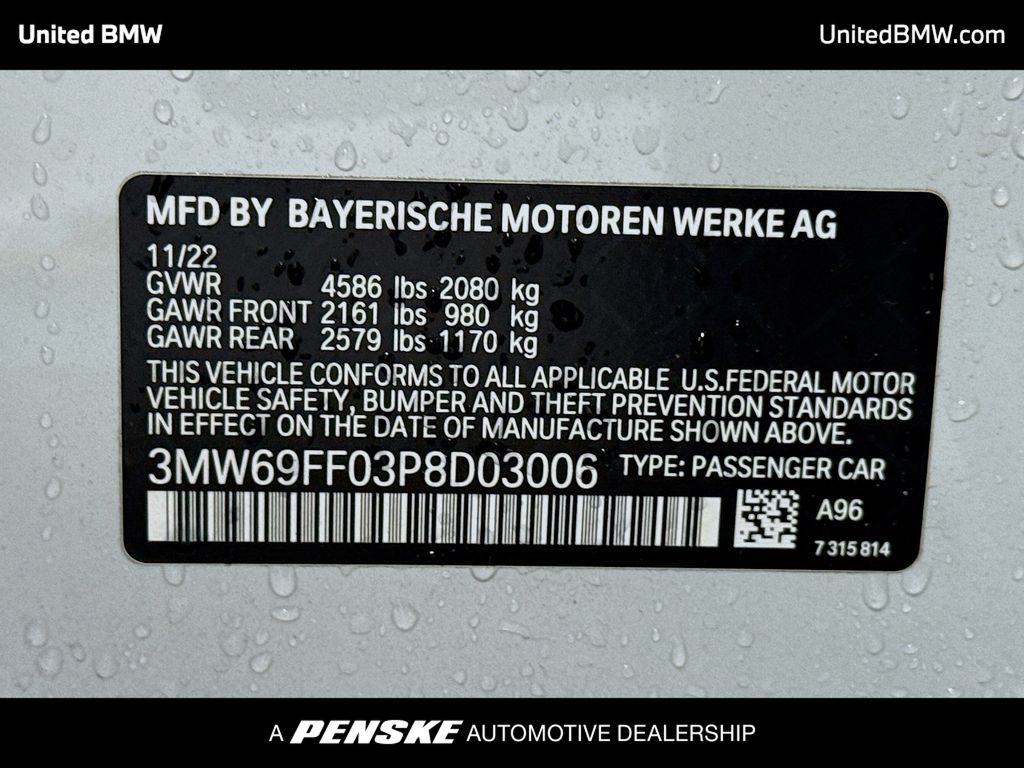 United BMW
UnitedBMW.com
MFD BY BAYERISCHE MOTOREN WERKE AG
11/22
GVWR 4586 lbs 2080 kg
GAWR FRONT 2161 lbs 980 kg
GAWR REAR 2579 lbs 1170 kg
THIS VEHICLE CONFORMS TO ALL APPLICABLE U.S.FEDERAL MOTOR
VEHICLE SAFETY, BUMPER AND THEFT PREVENTION STANDARDS
IN EFFECT ON THE DATE OF MANUFACTURE SHOWN ABOVE.
3MW69FF03P8D03006 TYPE: PASSENGER CAR
A96
7 315 814
A PENSKE AUTOMOTIVE DEALERSHIP